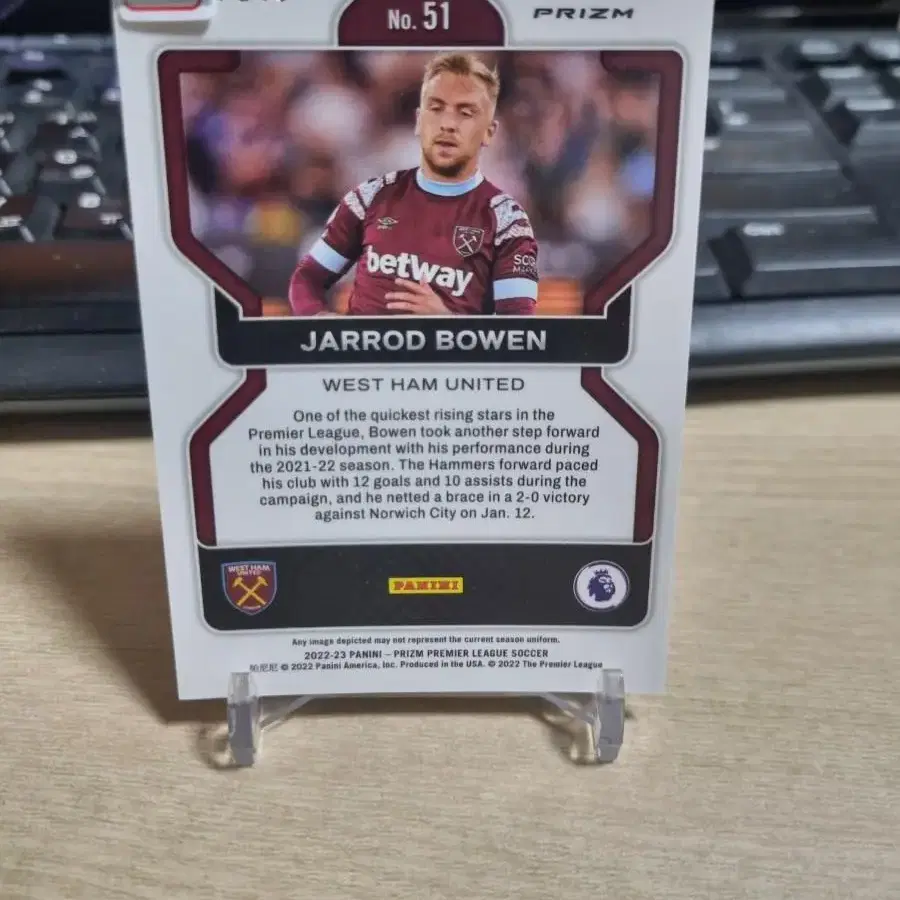 No. 51
PRIZM
betway
WEST HAM
UNITED
JARROD BOWEN
WEST HAM UNITED
One of the quickest rising stars in the
Premier League, Bowen took another step forward
in his development with his performance during
the 2021-22 season. The Hammers forward paced
his club with 12 goals and 10 assists during the
campaign, and he netted a brace in a 2-0 victory
against Norwich City on Jan. 12.
PANINI
Any image depicted may not represent the current season uniform.
2022-23 PANINI – PRIZM PREMIER LEAGUE SOCCER
帕尼尼 © 2022 Panini America, Inc. Produced in the USA. © 2022 The Premier League